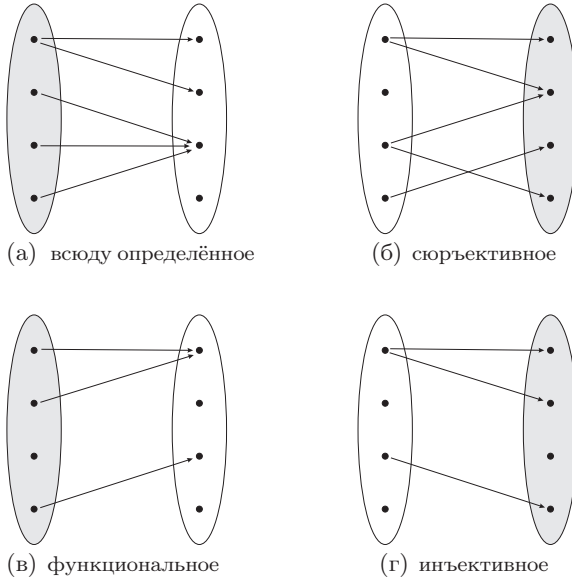 (а) всюду определённое
(б) сюръективное
(в) функциональное
(г) инъективное